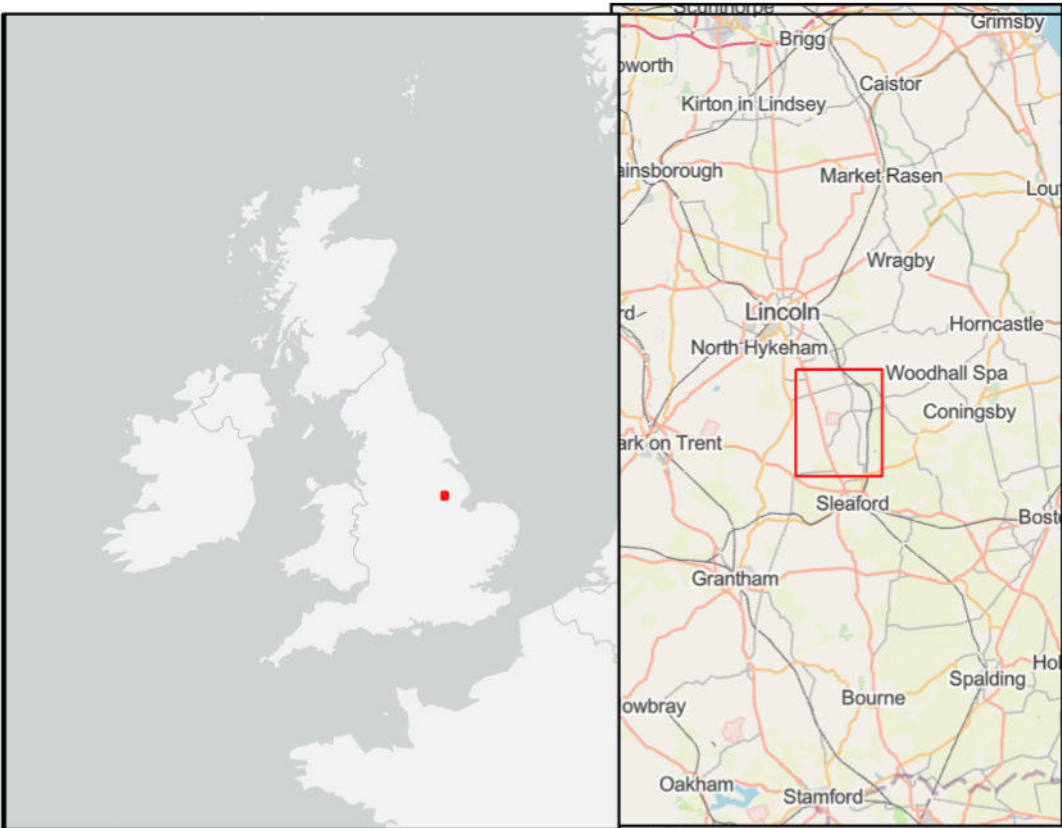 Scunthorpe
Grimsby
Brigg
oworth
Caistor
Kirton in Lindsey
ainsborough
Market Rasen
Lou
Wragby
rd
Lincoln
Horncastle
North Hykeham
Woodhall Spa
Coningsby
ark on Trent
Sleaford
Bost
Grantham
Hol
Spalding
Bourne
owbray
Oakham
Stamford